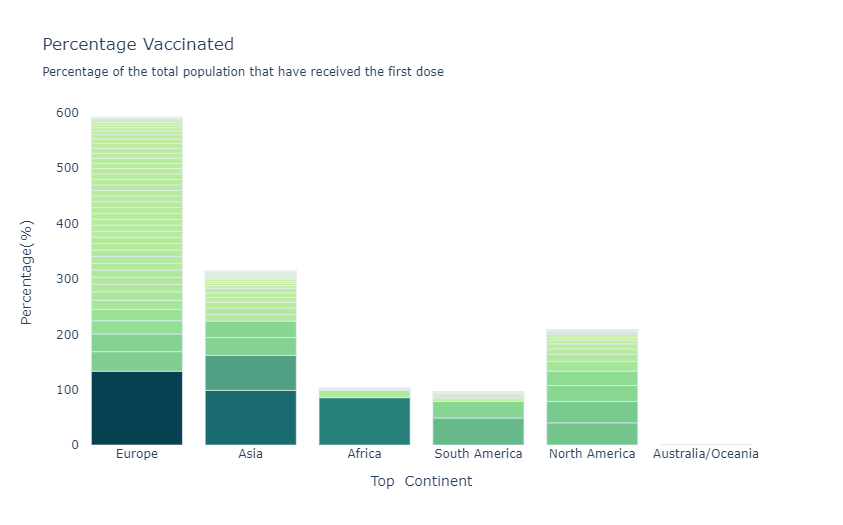 Percentage Vaccinated
Percentage of the total population that have received the first dose
600
500
400
300
200
100
0
Percentage(%)
Europe
Asia
Africa
South America
North America
Australia/Oceania
Top Continent